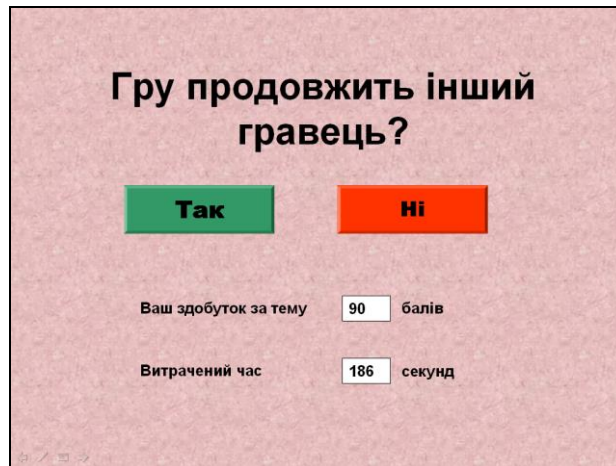 Гру продовжить інший
гравець?
Так Ні
Ваш здобуток за тему 90 балів
Витрачений час 186 секунд